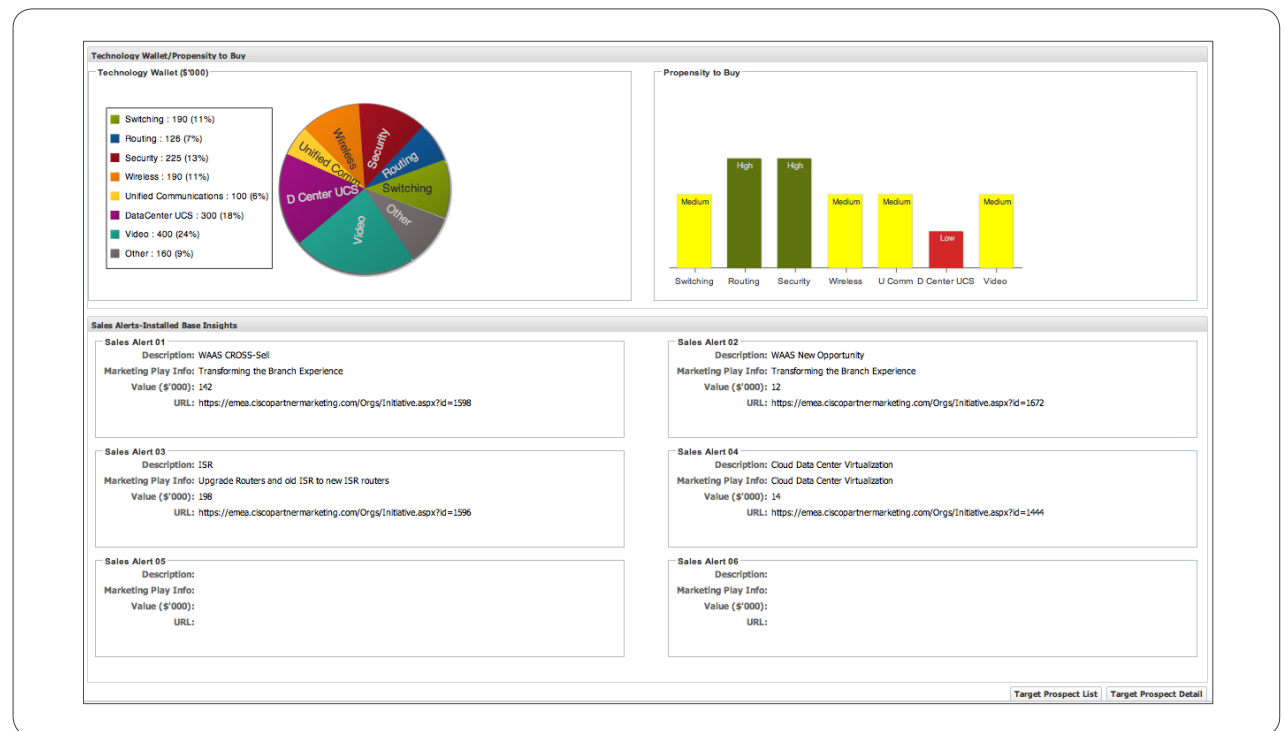 Technology Wallet/Propensity to Buy
Technology Wallet ($'000)
Switching : 190 (11%)
Routing : 126 (7%)
Security : 225 (13%)
Wireless : 190 (11%)
Unified Communications : 100 (6%)
DataCenter UCS : 300 (18%)
Video : 400 (24%)
Other : 160 (9%)
Wireless
Security
Unified Comm
Routing
D Center UCS
Switching
Other
Video
Propensity to Buy
High High
Medium Medium Medium Medium
Low
Switching Routing Security Wireless U Comm D Center UCS Video
Sales Alerts-Installed Base Insights
Sales Alert 01
Description: WAAS CROSS-Sell
Marketing Play Info: Transforming the Branch Experience
Value ($'000): 142
URL: https://emea.ciscopartnermarketing.com/Orgs/Initiative.aspx?id=1598
Sales Alert 02
Description: WAAS New Opportunity
Marketing Play Info: Transforming the Branch Experience
Value ($'000): 12
URL: https://emea.ciscopartnermarketing.com/Orgs/Initiative.aspx?id=1672
Sales Alert 03
Description: ISR
Marketing Play Info: Upgrade Routers and old ISR to new ISR routers
Value ($'000): 198
URL: https://emea.ciscopartnermarketing.com/Orgs/Initiative.aspx?id=1596
Sales Alert 04
Description: Cloud Data Center Virtualization
Marketing Play Info: Cloud Data Center Virtualization
Value ($'000): 14
URL: https://emea.ciscopartnermarketing.com/Orgs/Initiative.aspx?id=1444
Sales Alert 05
Description:
Marketing Play Info:
Value ($'000):
URL:
Sales Alert 06
Description:
Marketing Play Info:
Value ($'000):
URL:
Target Prospect List Target Prospect Detail